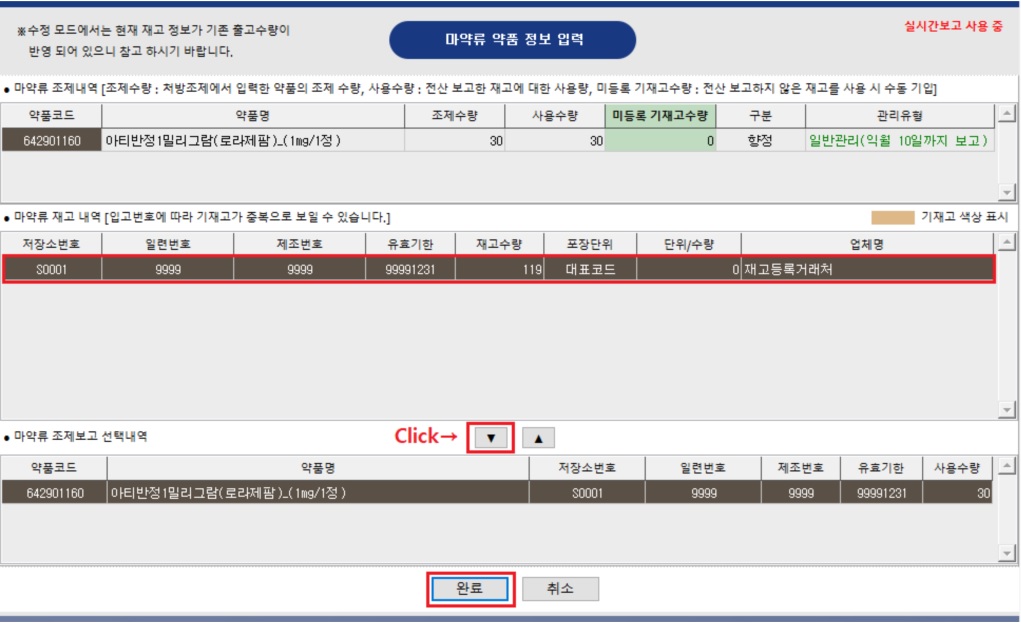 ※수정 모드에서는 현재 재고 정보가 기존 출고수량이
반영 되어 있으니 참고 하시기 바랍니다.
마약류 약품 정보 입력
실시간보고 사용 중
● 마약류 조제내역 [조제수량 : 처방조제에서 입력한 약품의 조제 수량, 사용수량 : 전산 보고한 재고에 대한 사용량, 미등록 기재고수량 : 전산 보고하지 않은 재고를 사용 시 수동 기입]
약품코드 약품명 조제수량 사용수량 미등록 기재고수량 구분 관리유형
642901160 아티반정1밀리그람(로라제팜)_(1mg/1정) 30 30 0 향정 일반관리(익월 10일까지 보고)
● 마약류 재고 내역 [입고번호에 따라 기재고가 중복으로 보일 수 있습니다.] 기재고 색상 표시
저장소번호 일련번호 제조번호 유효기한 재고수량 포장단위 단위/수량 업체명
S0001 9999 9999 99991231 119 대표코드 0 재고등록거래처
● 마약류 조제보고 선택내역 Click→ ▼ ▲
약품코드 약품명 저장소번호 일련번호 제조번호 유효기한 사용수량
642901160 아티반정1밀리그람(로라제팜)_(1mg/1정) S0001 9999 9999 99991231 30
완료 취소